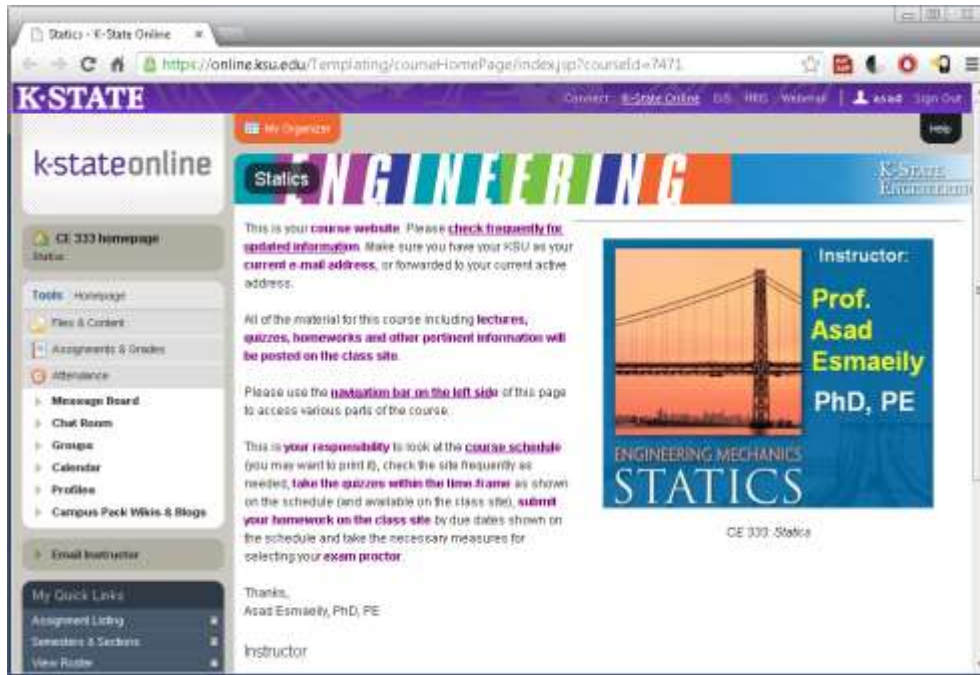 Statics - K-State Online
https://online.ksu.edu/Templating/courseHomePage/index.jsp?courseId=7471
K-STATE
Connect K-State Online ISIS HRIS Webmail asad Sign Out
My Organizer
Help
k-stateonline
ENGINEERING
Statics
K-STATE
ENGINEERING
CE 333 homepage
Status:
Tools Homepage
Files & Content
Assignments & Grades
Attendance
Message Board
Chat Room
Groups
Calendar
Profiles
Campus Pack Wikis & Blogs
Email Instructor
My Quick Links
Assignment Listing
Semesters & Sections
View Roster
This is your course website. Please check frequently for
updated information. Make sure you have your KSU as your
current e-mail address, or forwarded to your current active
address.
All of the material for this course including lectures,
quizzes, homeworks and other pertinent information will
be posted on the class site.
Please use the navigation bar on the left side of this page
to access various parts of the course.
This is your responsibility to look at the course schedule
(you may want to print it), check the site frequently as
needed, take the quizzes within the time-frame as shown
on the schedule (and available on the class site), submit
your homework on the class site by due dates shown on
the schedule and take the necessary measures for
selecting your exam proctor.
Thanks,
Asad Esmaeily, PhD, PE
Instructor
Instructor:
Prof.
Asad
Esmaeily
PhD, PE
ENGINEERING MECHANICS
STATICS
CE 333: Statics